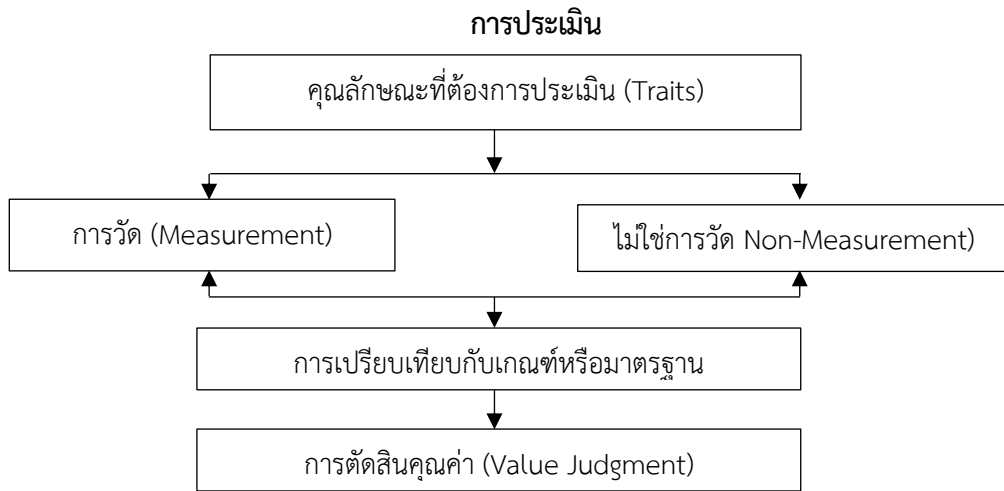 การประเมิน
คุณลักษณะที่ต้องการประเมิน (Traits)
การวัด (Measurement)
ไม่ใช่การวัด Non-Measurement)
การเปรียบเทียบกับเกณฑ์หรือมาตรฐาน
การตัดสินคุณค่า (Value Judgment)